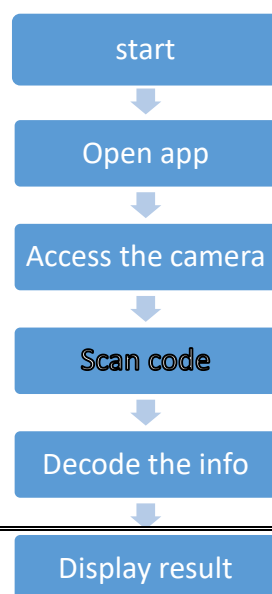 start
Open app
Access the camera
Scan code
Decode the info
Display result